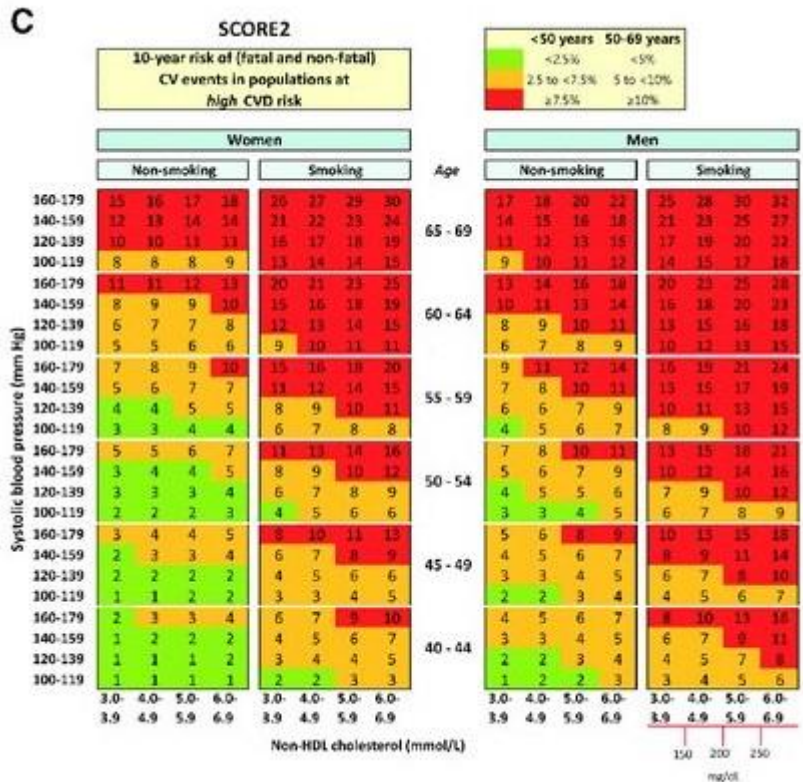 C
SCORE2
10-year risk of (fatal and non-fatal)
CV events in populations at
high CVD risk
<50 years 50-69 years
<2.5% <5%
2.5 to <7.5% 5 to <10%
≥7.5% ≥10%
Women Men
Non-smoking Smoking Age Non-smoking Smoking
Systolic blood pressure (mm Hg)
160-179 15 16 17 18 26 27 29 30 17 18 20 22 25 28 30 32
140-159 12 13 14 14 21 22 23 24 14 15 16 18 21 23 25 27
65 - 69
120-139 10 10 11 11 16 17 18 19 11 12 13 15 17 19 20 22
100-119 8 8 8 9 13 14 14 15 9 10 11 12 14 15 17 18
160-179 11 11 12 13 20 21 23 25 13 14 16 18 20 23 25 28
140-159 8 9 9 10 15 16 18 19 10 11 13 14 16 18 20 23
60 - 64
120-139 6 7 7 8 12 13 14 15 8 9 10 11 13 15 16 18
100-119 5 5 6 6 9 10 11 11 6 7 8 9 10 12 13 15
160-179 7 8 9 10 15 16 18 20 9 11 12 14 16 19 21 24
140-159 5 6 7 7 11 12 14 15 7 8 10 11 13 15 17 19
55 - 59
120-139 4 4 5 5 8 9 10 11 6 6 7 9 10 11 13 15
100-119 3 3 4 4 6 7 8 8 4 5 6 7 8 9 10 12
160-179 5 5 6 7 11 13 14 16 7 8 10 11 13 15 18 21
140-159 3 4 4 5 8 9 10 12 5 6 7 9 10 12 14 16
50 - 54
120-139 3 3 3 4 6 7 8 9 4 5 5 6 7 9 10 12
100-119 2 2 2 3 4 5 6 6 3 3 4 5 6 7 8 9
160-179 3 4 4 5 8 10 11 13 5 6 8 9 10 13 15 18
140-159 2 3 3 4 6 7 8 9 4 5 6 7 8 9 11 14
45 - 49
120-139 2 2 2 2 4 5 6 6 3 3 4 5 6 7 8 10
100-119 1 1 2 2 3 3 4 5 2 2 3 4 4 5 6 7
160-179 2 3 3 4 6 7 9 10 4 5 6 7 8 10 13 16
140-159 1 2 2 2 4 5 6 7 3 3 4 5 6 7 9 11
40 - 44
120-139 1 1 1 2 3 4 4 5 2 2 3 4 4 5 7 8
100-119 1 1 1 1 2 2 3 3 1 2 2 3 3 4 5 6
3.0- 4.0- 5.0- 6.0- 3.0- 4.0- 5.0- 6.0- 3.0- 4.0- 5.0- 6.0- 3.0- 4.0- 5.0- 6.0-
3.9 4.9 5.9 6.9 3.9 4.9 5.9 6.9 3.9 4.9 5.9 6.9 3.9 4.9 5.9 6.9
Non-HDL cholesterol (mmol/L)
150 200 250
mg/dl